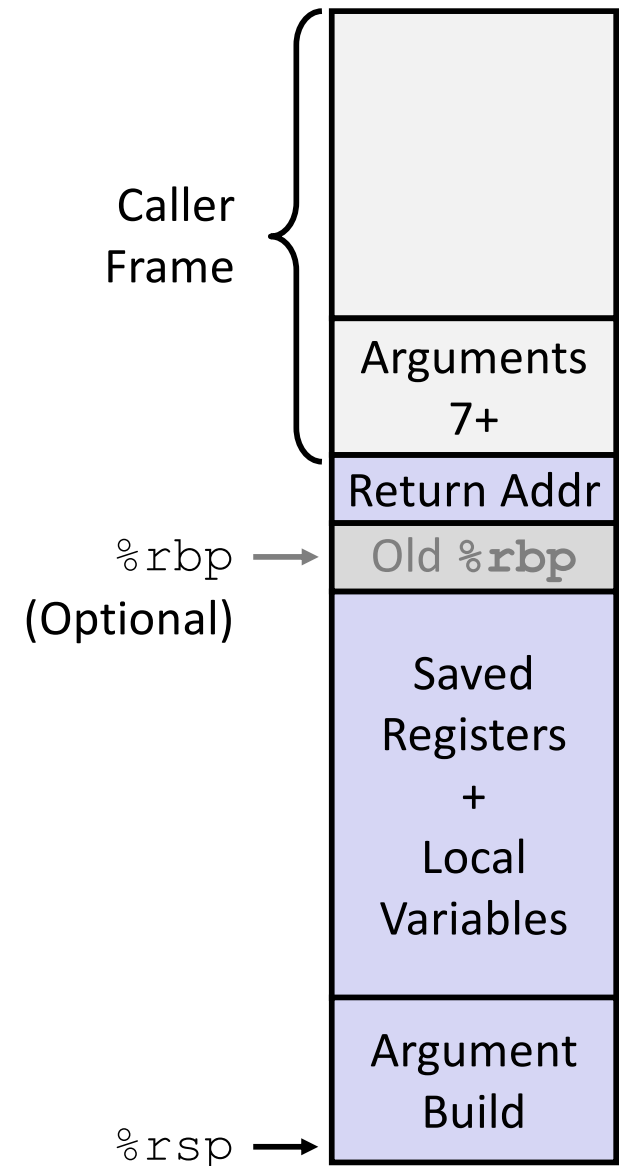 Caller
Frame
Arguments
7+
Return Addr
%rbp
(Optional)
Old %rbp
Saved
Registers
+
Local
Variables
Argument
Build
%rsp